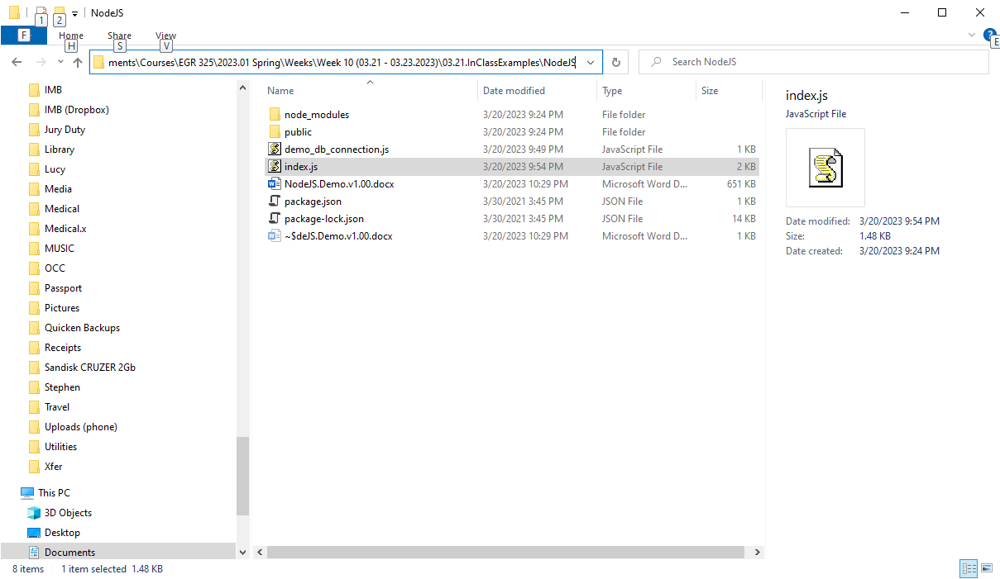 1 2 NodeJS
F Home Share View ? E
H S V
ments\Courses\EGR 325\2023.01 Spring\Weeks\Week 10 (03.21 - 03.23.2023)\03.21.InClassExamples\NodeJS
Search NodeJS
IMB
IMB (Dropbox)
Jury Duty
Library
Lucy
Media
Medical
Medical.x
MUSIC
OCC
Passport
Pictures
Quicken Backups
Receipts
Sandisk CRUZER 2Gb
Stephen
Travel
Uploads (phone)
Utilities
Xfer
This PC
3D Objects
Desktop
Documents
Name Date modified Type Size
node_modules 3/20/2023 9:24 PM File folder
public 3/20/2023 9:24 PM File folder
demo_db_connection.js 3/20/2023 9:49 PM JavaScript File 1 KB
index.js 3/20/2023 9:54 PM JavaScript File 2 KB
NodeJS.Demo.v1.00.docx 3/20/2023 10:29 PM Microsoft Word D... 651 KB
package.json 3/30/2021 3:45 PM JSON File 1 KB
package-lock.json 3/30/2021 3:45 PM JSON File 14 KB
~$deJS.Demo.v1.00.docx 3/20/2023 10:29 PM Microsoft Word D... 1 KB
index.js
JavaScript File
Date modified: 3/20/2023 9:54 PM
Size: 1.48 KB
Date created: 3/20/2023 9:24 PM
8 items 1 item selected 1.48 KB